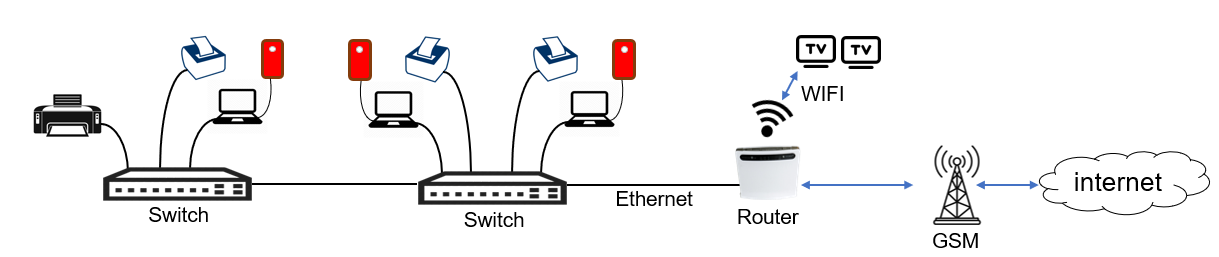 TV TV
WIFI
internet
Ethernet
Switch
Switch
Router
GSM